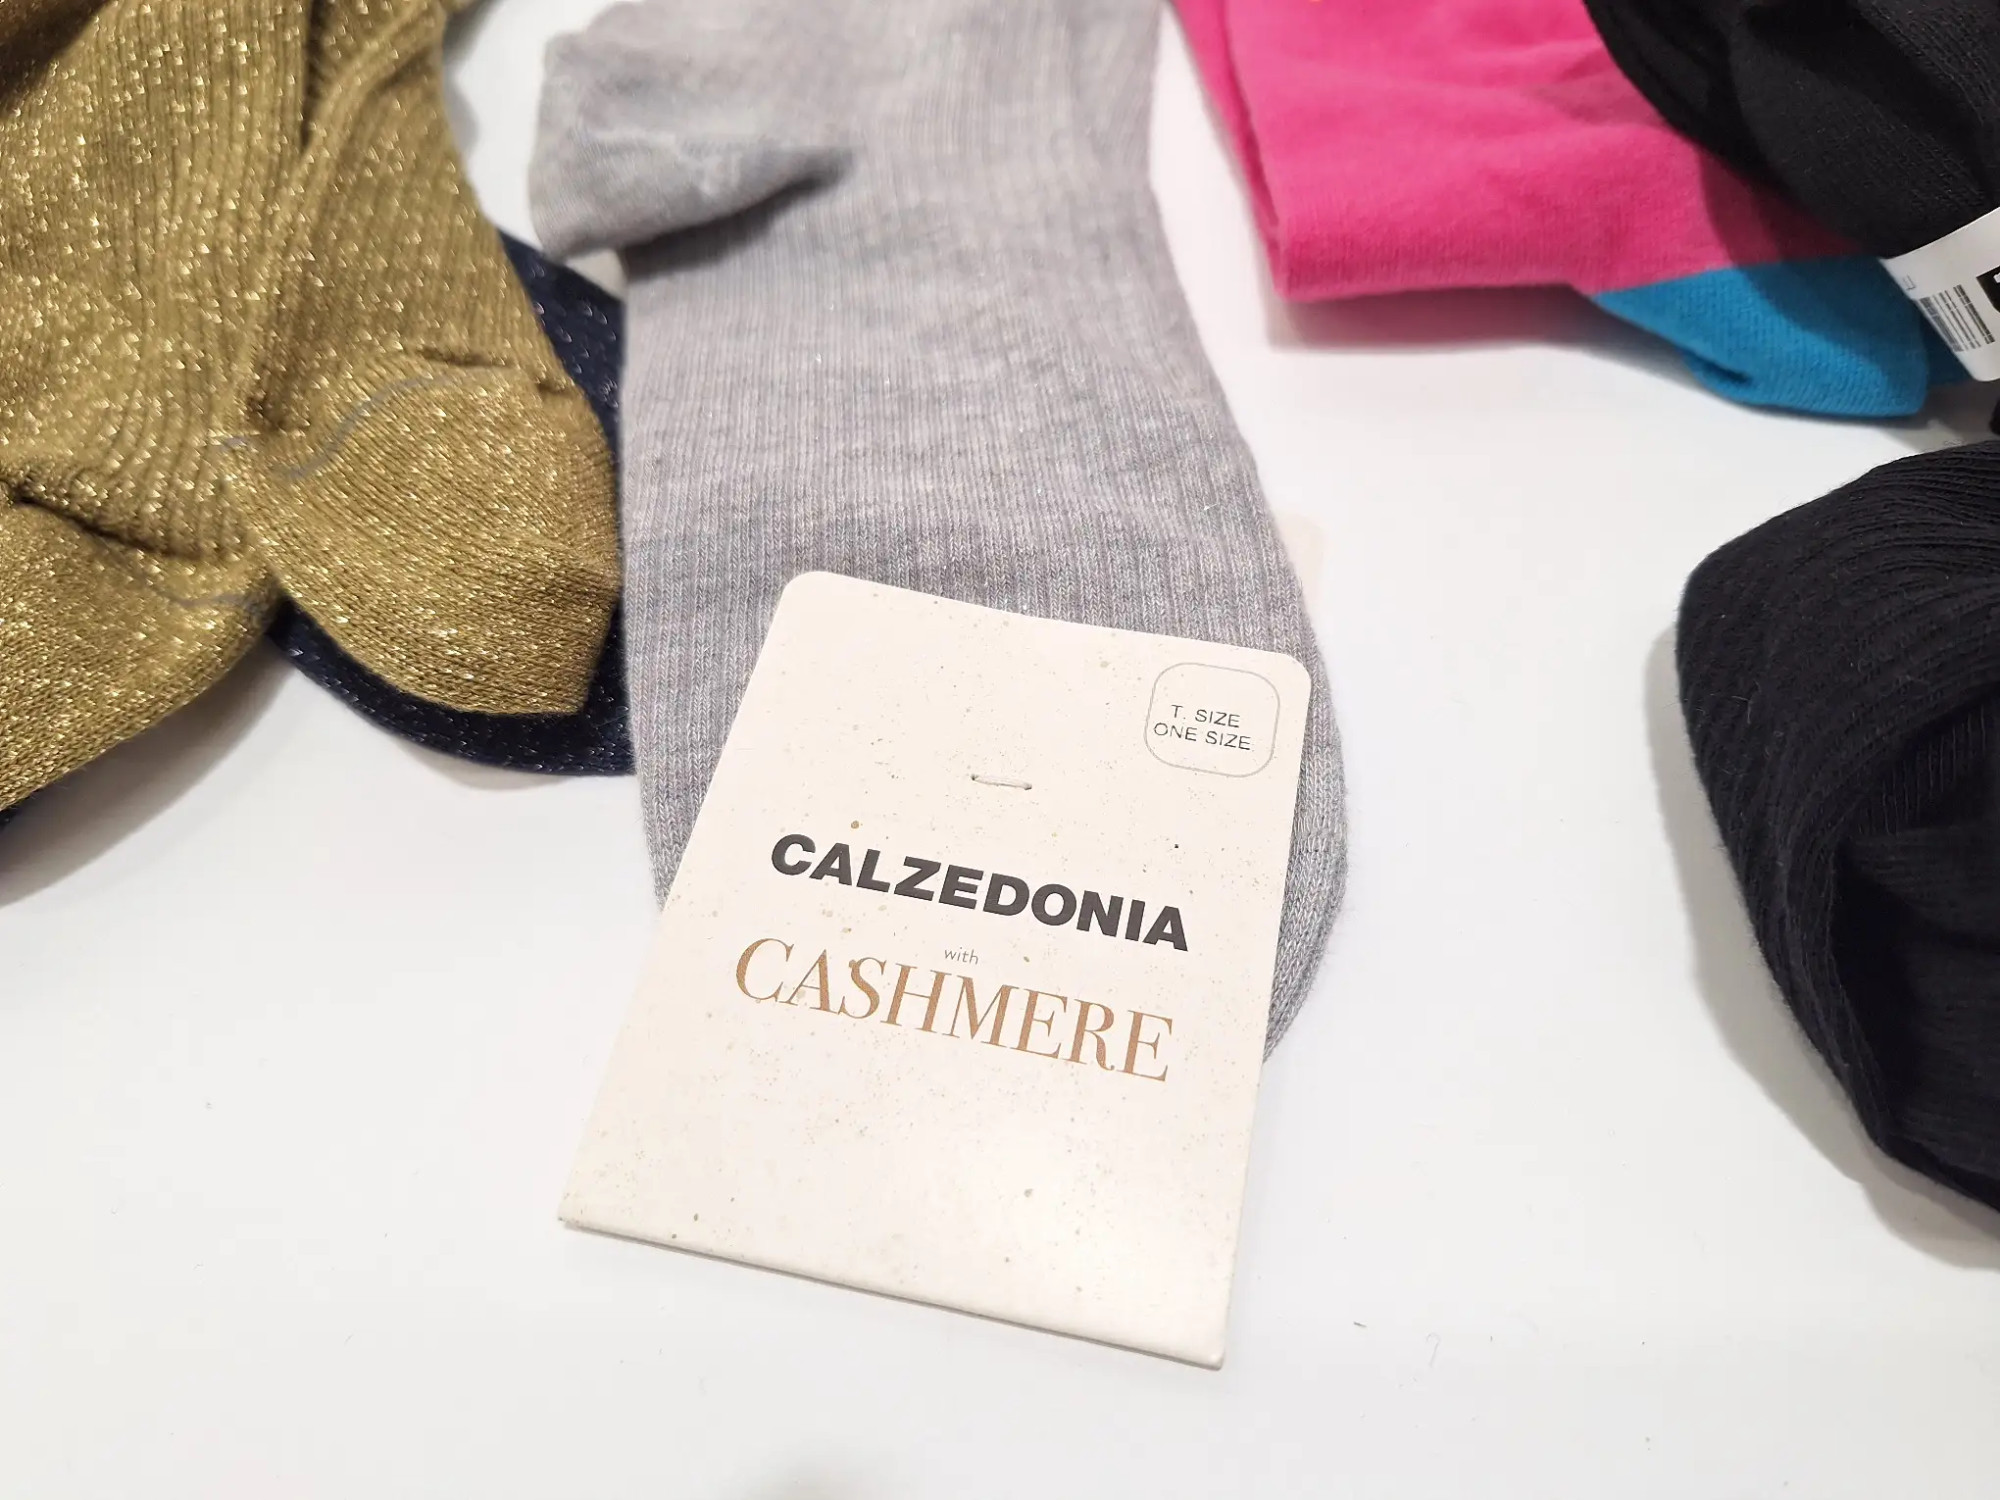 T. SIZE
ONE SIZE
CALZEDONIA
with
CASHMERE